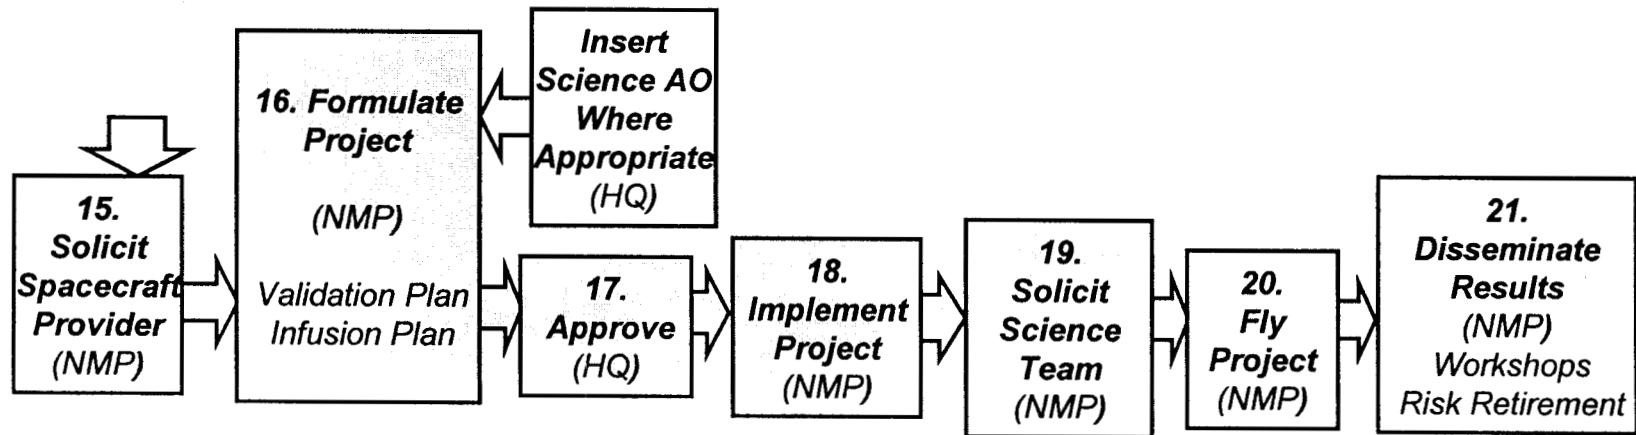 15.
Solicit
Spacecraft
Provider
(NMP)
16. Formulate
Project
(NMP)
Validation Plan
Infusion Plan
Insert
Science AO
Where
Appropriate
(HQ)
17.
Approve
(HQ)
18.
Implement
Project
(NMP)
19.
Solicit
Science
Team
(NMP)
20.
Fly
Project
(NMP)
21.
Disseminate
Results
(NMP)
Workshops
Risk Retirement